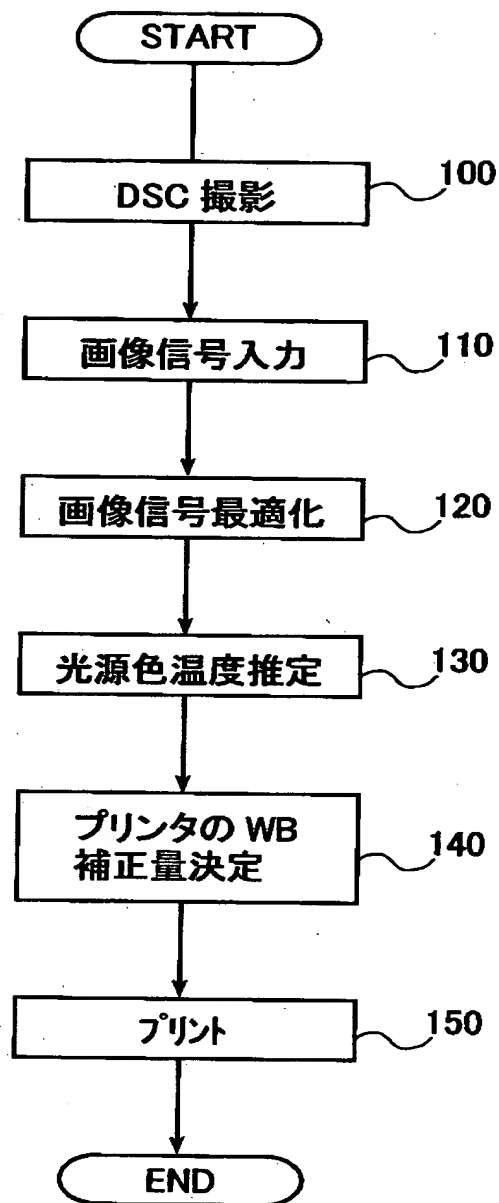 START
DSC 撮影
100
画像信号入力
110
画像信号最適化
120
光源色温度推定
130
プリンタの WB
補正量決定
140
プリント
150
END